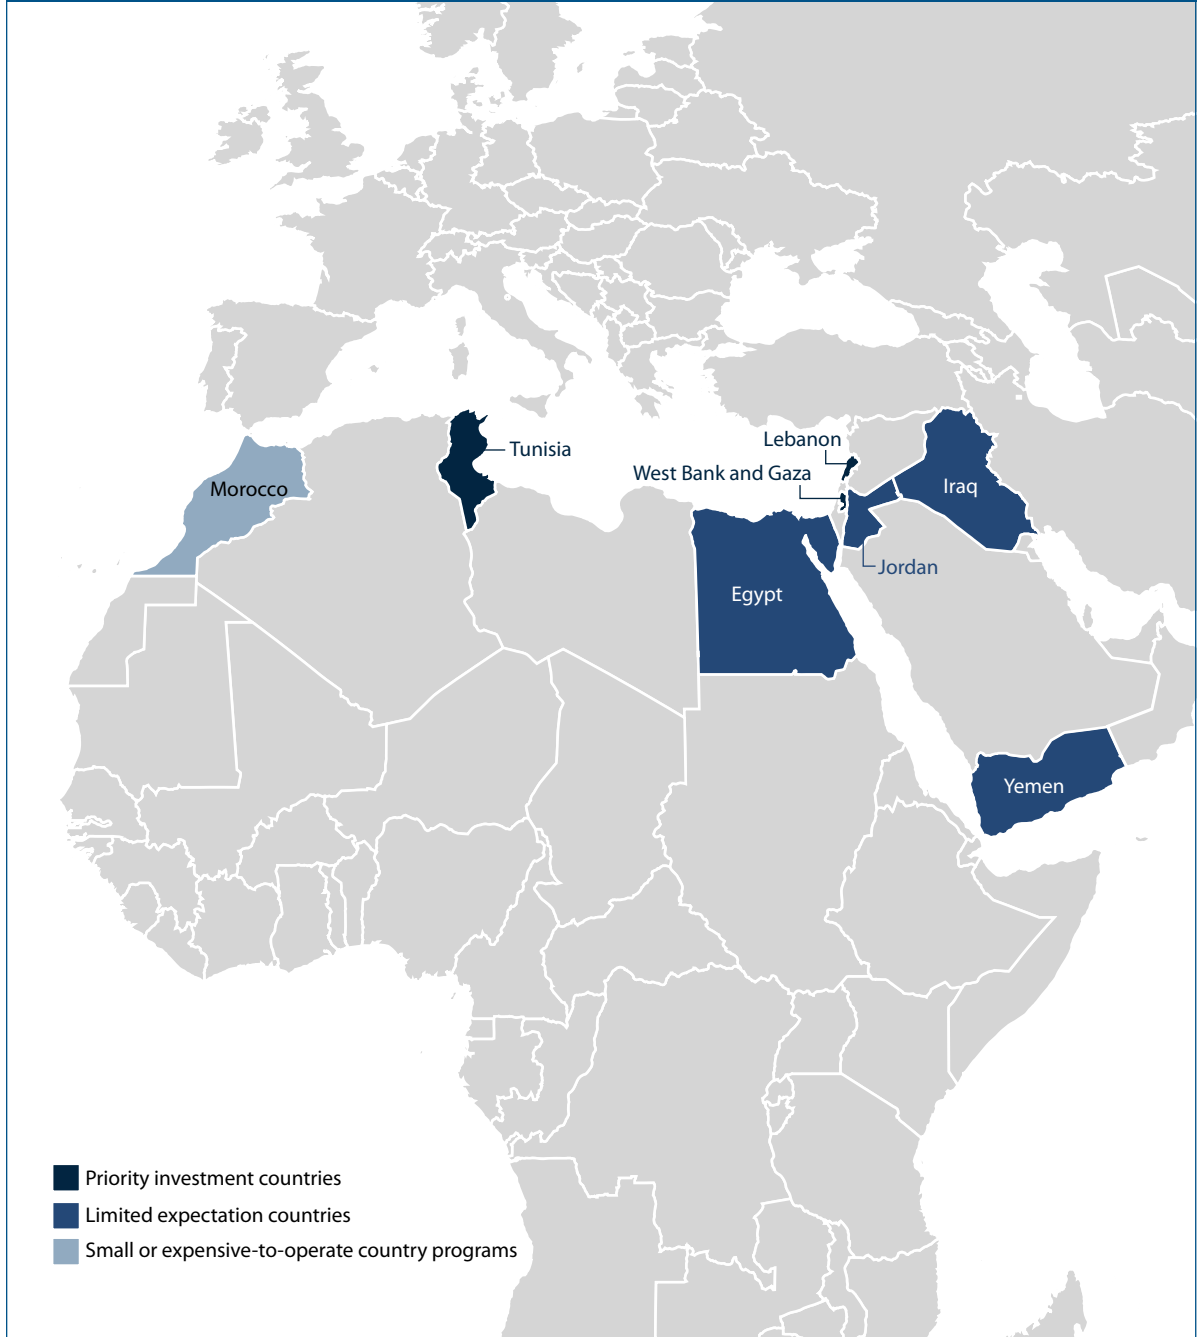 Lebanon
Tunisia
West Bank and Gaza
Morocco
Iraq
Jordan
Egypt
Yemen
Priority investment countries
Limited expectation countries
Small or expensive-to-operate country programs